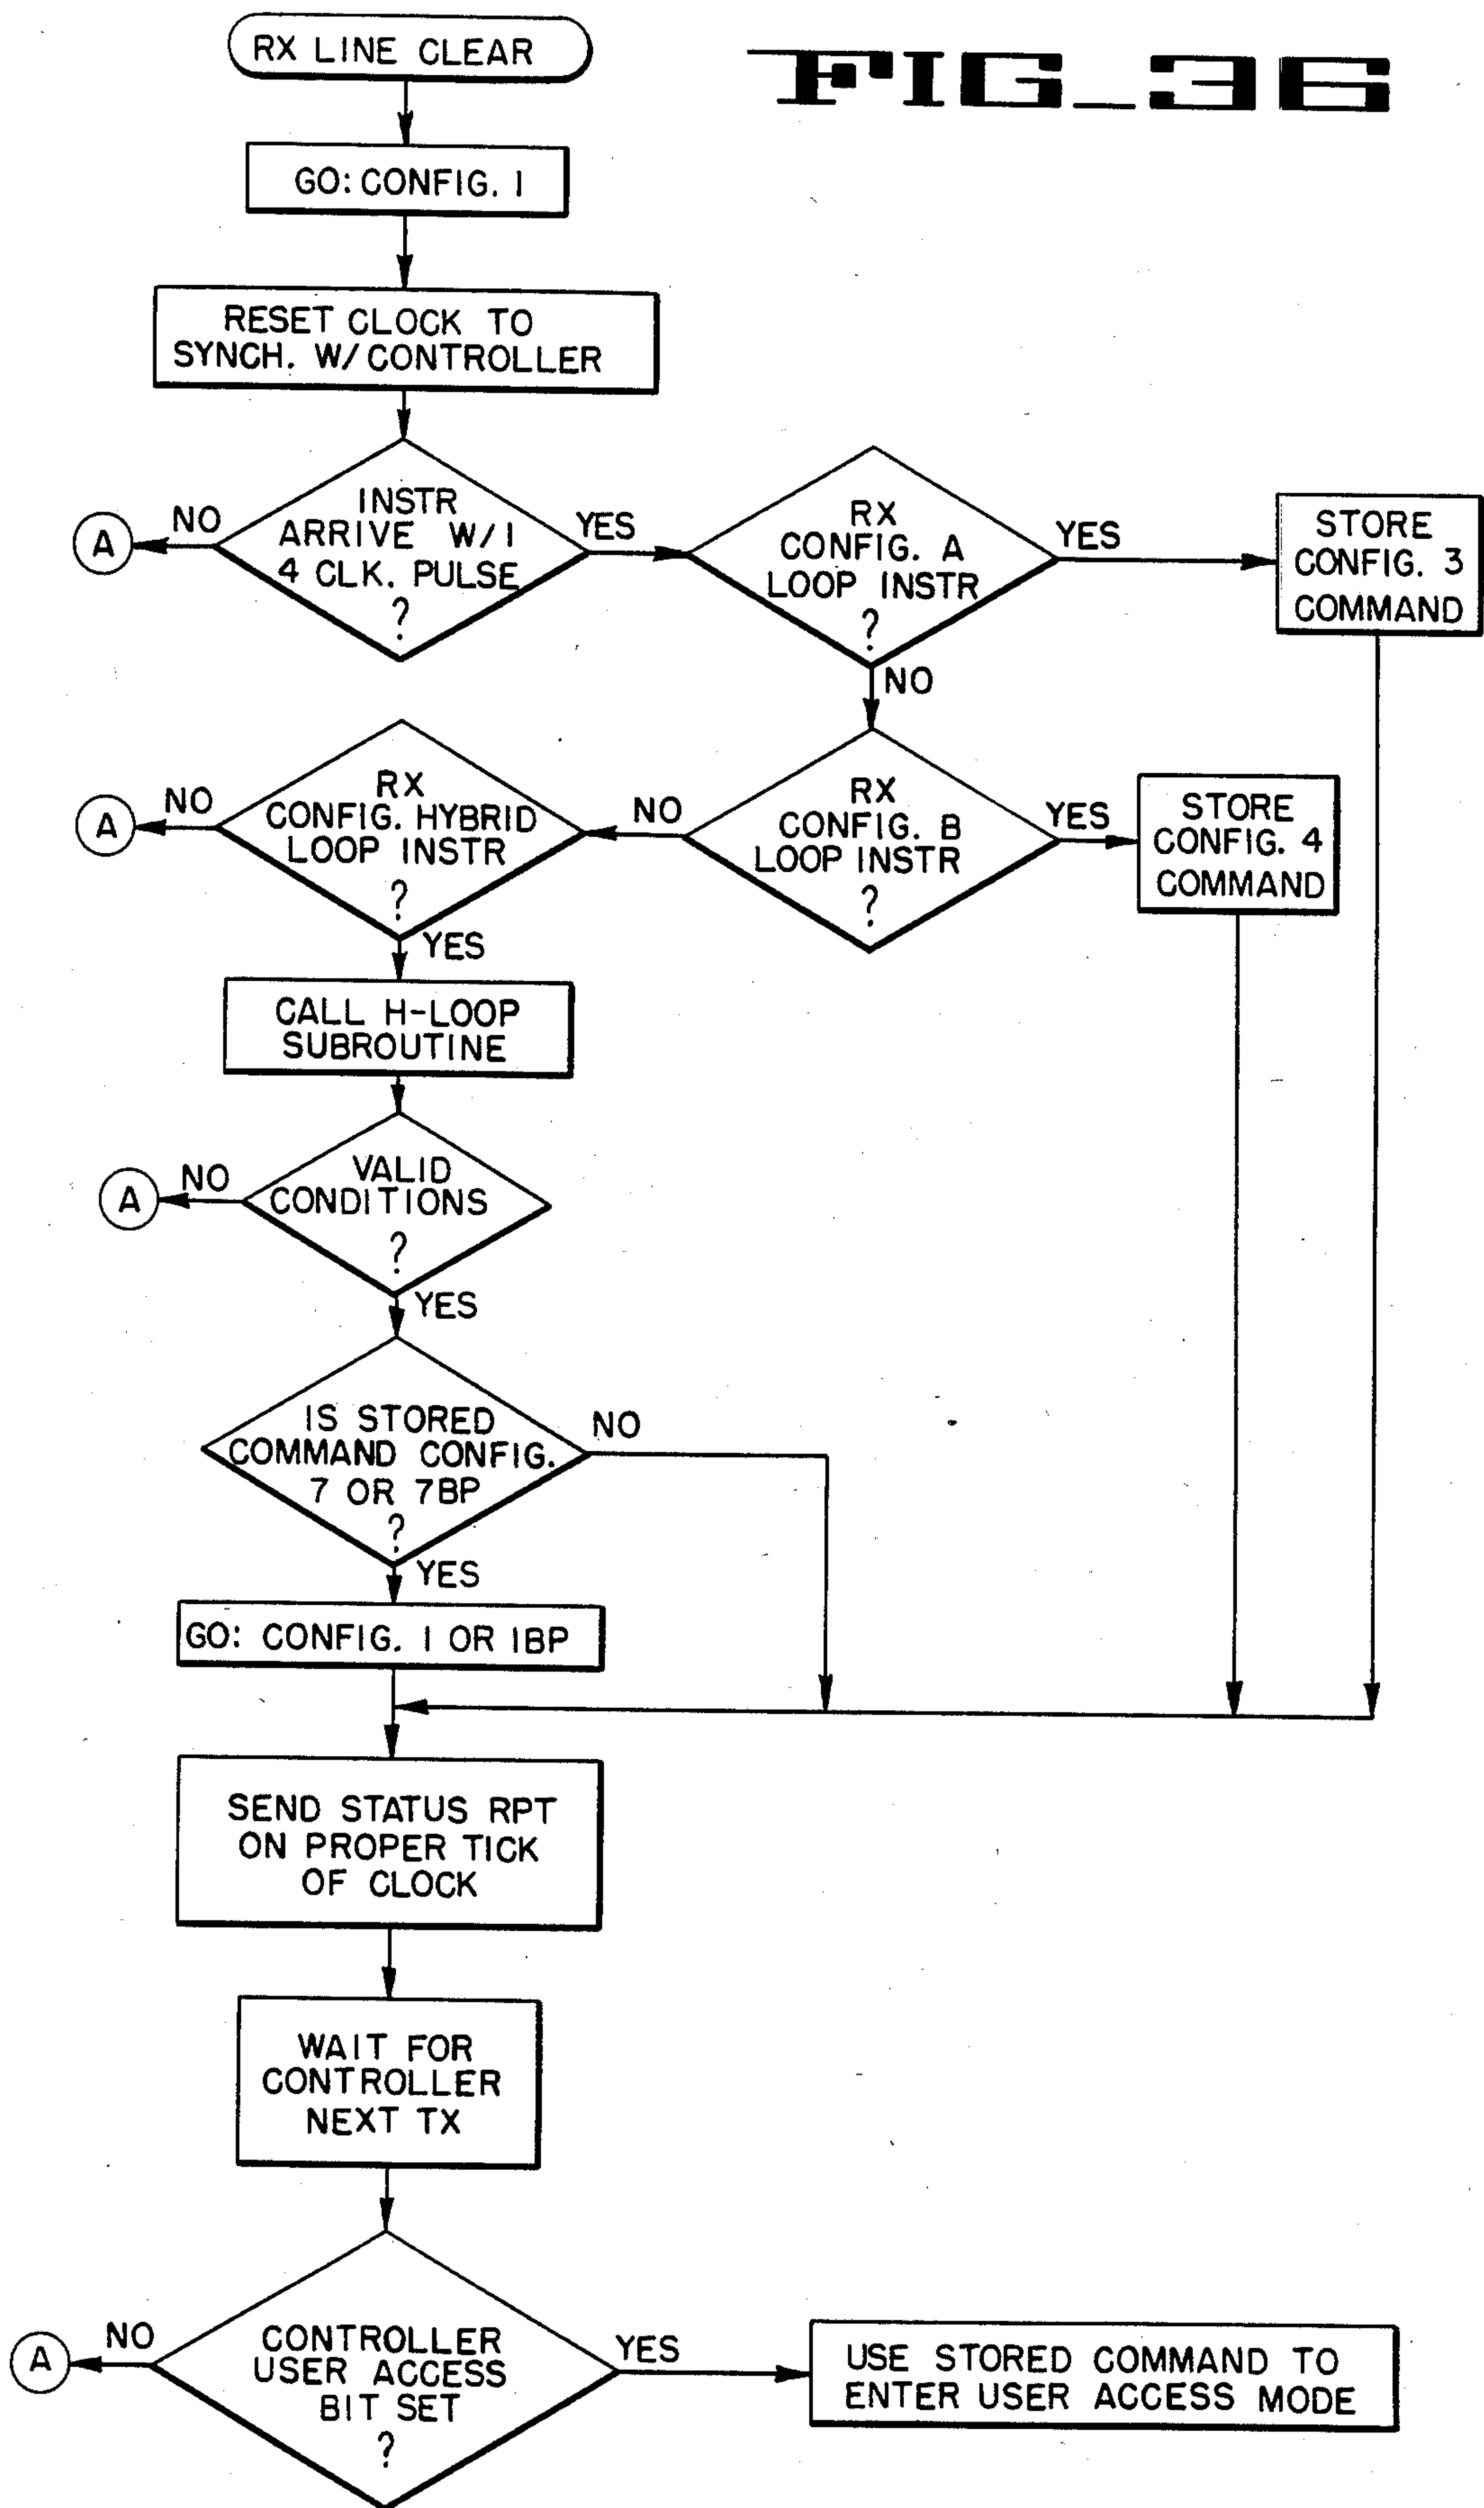 RX LINE CLEAR
FIG_36
GO: CONFIG. 1
RESET CLOCK TO
SYNCH. W/CONTROLLER
INSTR
ARRIVE W/I
4 CLK. PULSE
?
NO
A
YES
RX
CONFIG. A
LOOP INSTR
?
YES
STORE
CONFIG. 3
COMMAND
NO
RX
CONFIG. B
LOOP INSTR
?
YES
STORE
CONFIG. 4
COMMAND
NO
RX
CONFIG. HYBRID
LOOP INSTR
?
NO
A
YES
CALL H-LOOP
SUBROUTINE
VALID
CONDITIONS
?
NO
A
YES
IS STORED
COMMAND CONFIG.
7 OR 7BP
?
NO
YES
GO: CONFIG. 1 OR 1BP
SEND STATUS RPT
ON PROPER TICK
OF CLOCK
WAIT FOR
CONTROLLER
NEXT TX
CONTROLLER
USER ACCESS
BIT SET
?
NO
A
YES
USE STORED COMMAND TO
ENTER USER ACCESS MODE